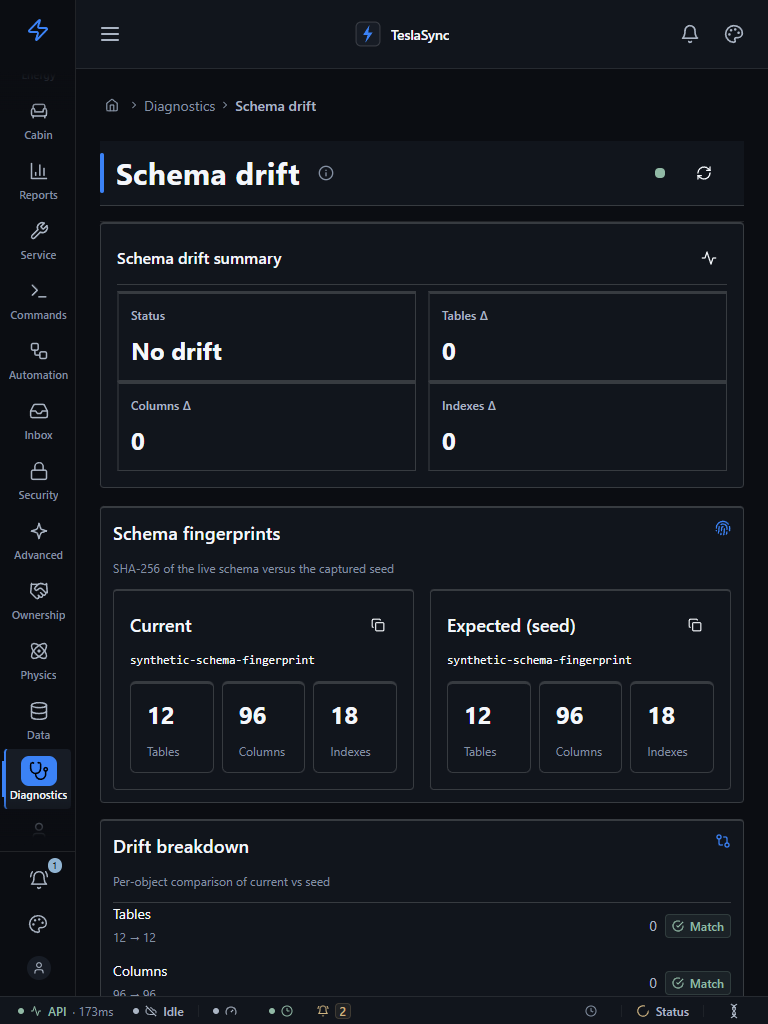 TeslaSync
Diagnostics
Schema drift
Cabin
Reports
Service
Commands
Automation
Inbox
Security
Advanced
Ownership
Physics
Data
Diagnostics
1
Schema drift
Schema drift summary
Status
No drift
Tables Δ
0
Columns Δ
0
Indexes Δ
0
Schema fingerprints
SHA-256 of the live schema versus the captured seed
Current
synthetic-schema-fingerprint
12
Tables
96
Columns
18
Indexes
Expected (seed)
synthetic-schema-fingerprint
12
Tables
96
Columns
18
Indexes
Drift breakdown
Per-object comparison of current vs seed
Tables
12 → 12
0 Match
Columns
96 → 96
0 Match
API · 173ms
Idle
2
Status